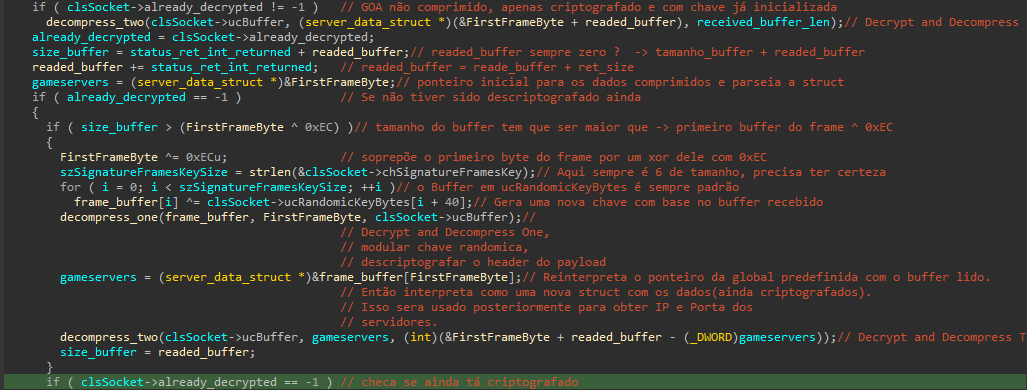 if ( clsSocket->already_decrypted != -1 ) // GOA não comprimido, apenas criptografado e com chave já inicializada
decompress_two(clsSocket->ucBuffer, (server_data_struct *)(&FirstFrameByte + readed_buffer), received_buffer_len);// Decrypt and Decompress
already_decrypted = clsSocket->already_decrypted;
size_buffer = status_ret_int_returned + readed_buffer;// readed_buffer sempre zero ? -> tamanho_buffer + readed_buffer
readed_buffer += status_ret_int_returned; // readed_buffer = reade_buffer + ret_size
gameservers = (server_data_struct *)&FirstFrameByte;// ponteiro inicial para os dados comprimidos e parseia a struct
if ( already_decrypted == -1 ) // Se não tiver sido descriptografado ainda
{
if ( size_buffer > (FirstFrameByte ^ 0xEC) )// tamanho do buffer tem que ser maior que -> primeiro buffer do frame ^ 0xEC
{
FirstFrameByte ^= 0xECu; // soprepõe o primeiro byte do frame por um xor dele com 0xEC
szSignatureFramesKeySize = strlen(&clsSocket->chSignatureFramesKey);// Aqui sempre é 6 de tamanho, precisa ter certeza
for ( i = 0; i < szSignatureFramesKeySize; ++i )// o Buffer em ucRandomicKeyBytes é sempre padrão
frame_buffer[i] ^= clsSocket->ucRandomicKeyBytes[i + 40];// Gera uma nova chave com base no buffer recebido
decompress_one(frame_buffer, FirstFrameByte, clsSocket->ucBuffer);//
// Decrypt and Decompress One,
// modular chave randomica,
// descriptografar o header do payload
gameservers = (server_data_struct *)&frame_buffer[FirstFrameByte];// Reinterpreta o ponteiro da global predefinida com o buffer lido.
// Então interpreta como uma nova struct com os dados(ainda criptografados).
// Isso sera usado posteriormente para obter IP e Porta dos
// servidores.
decompress_two(clsSocket->ucBuffer, gameservers, (int)(&FirstFrameByte + readed_buffer - (_DWORD)gameservers));// Decrypt and Decompress T
size_buffer = readed_buffer;
}
if ( clsSocket->already_decrypted == -1 ) // checa se ainda tá criptografado